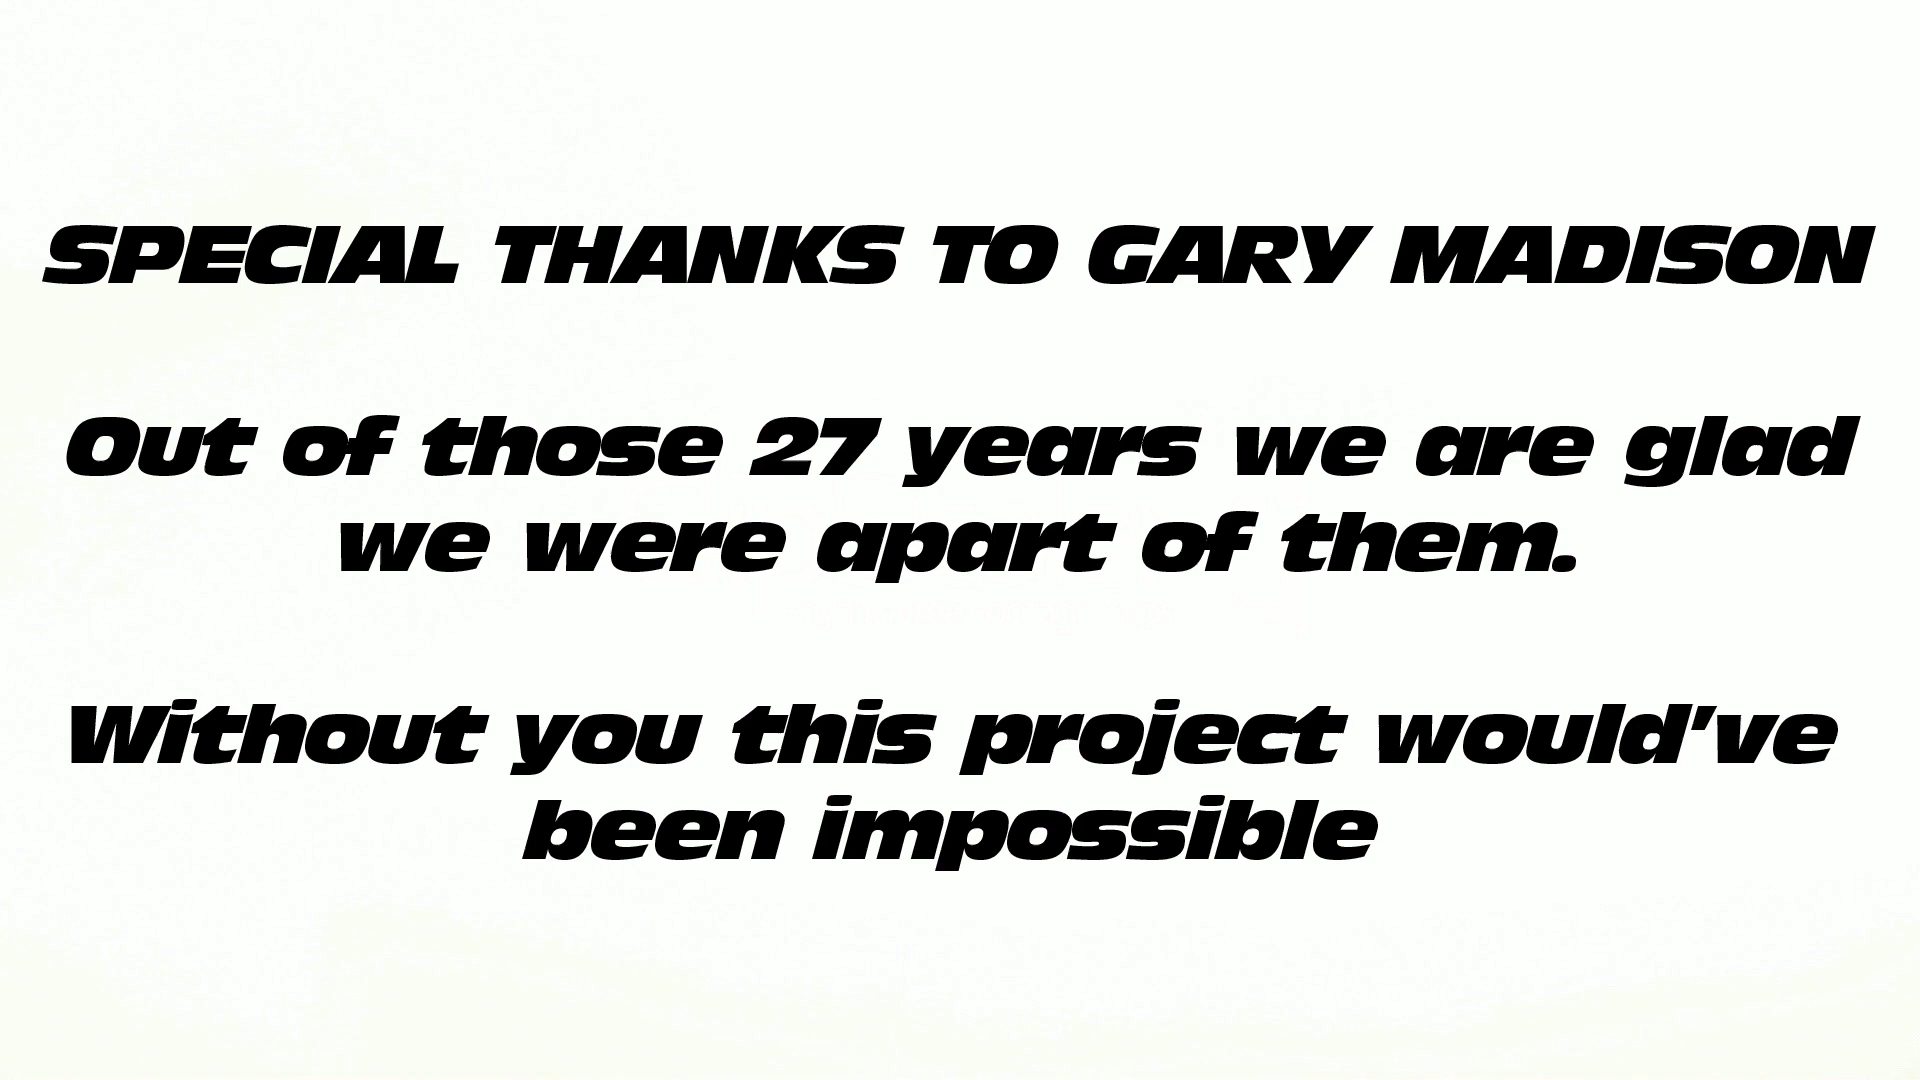 SPECIAL THANKS TO GARY MADISON
Out of those 27 years we are glad
we were apart of them.
Without you this project would've
been impossible